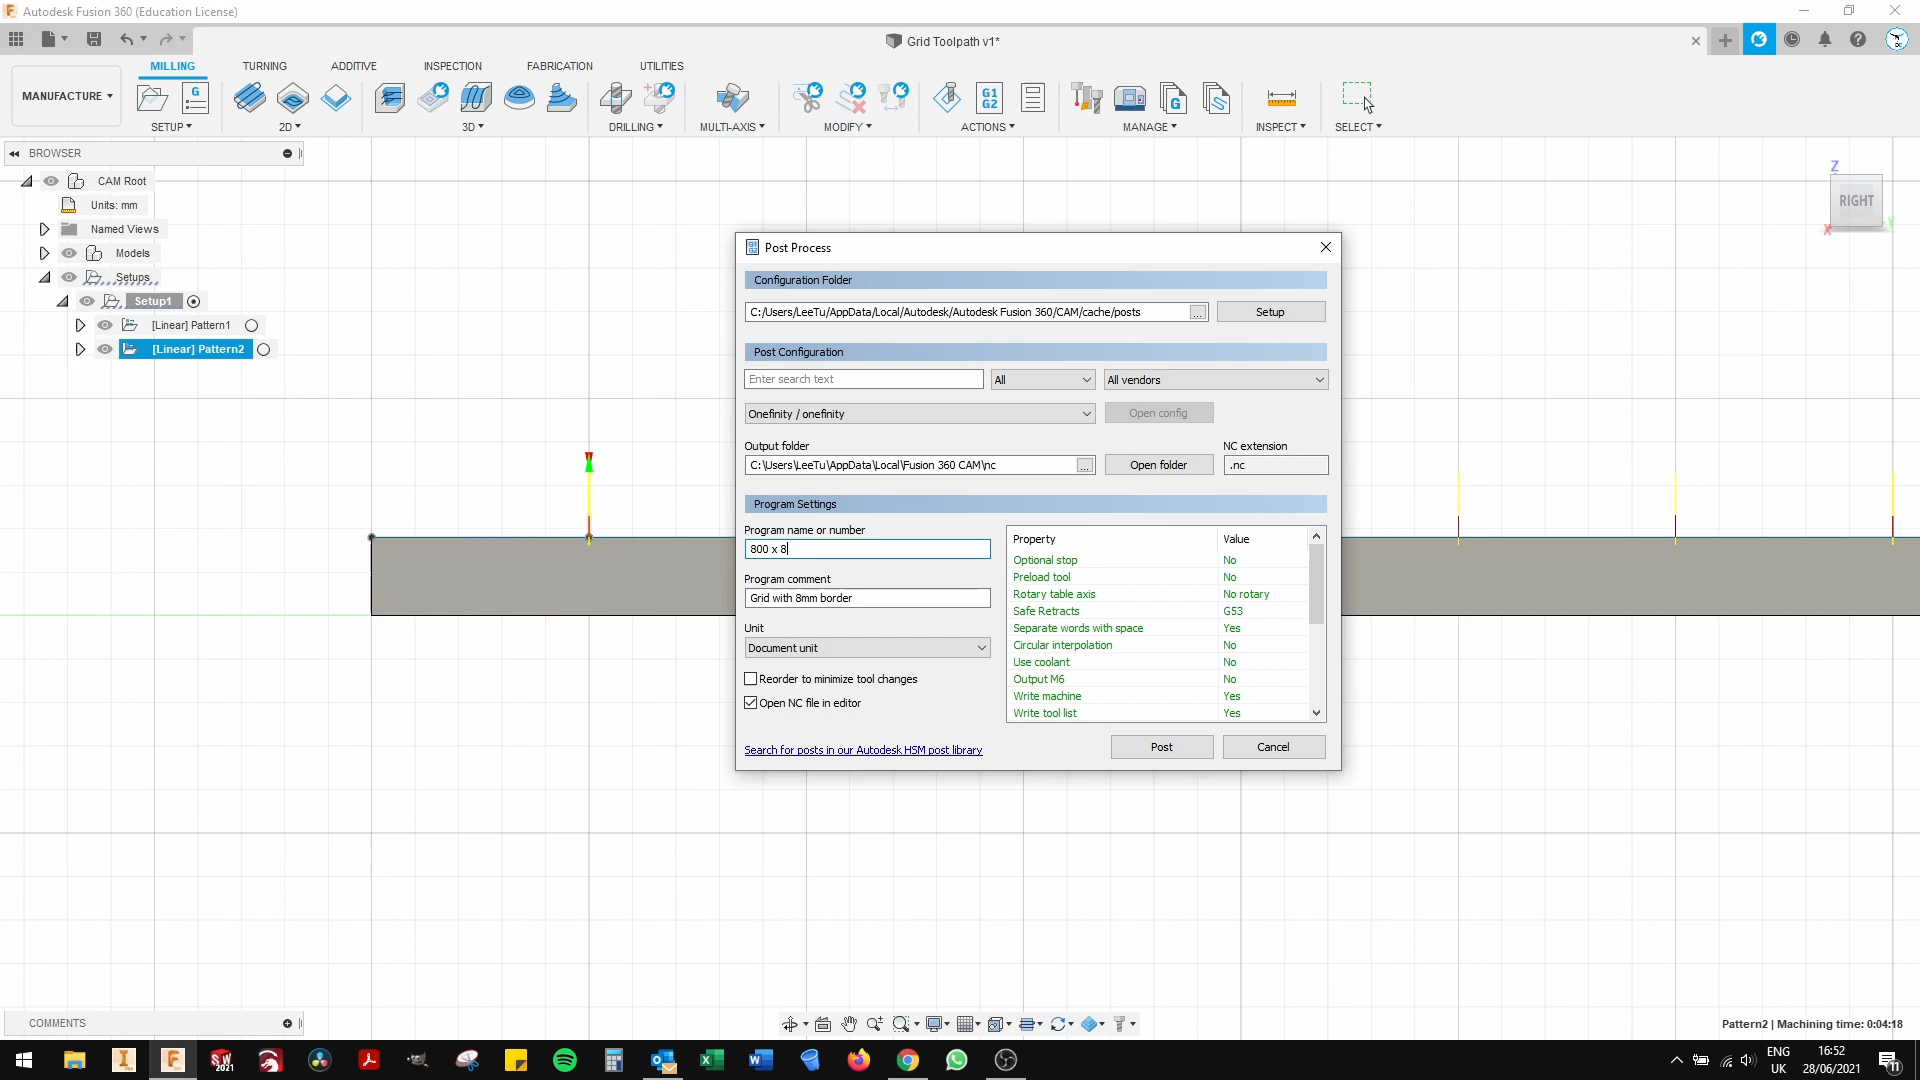 Autodesk Fusion 360 (Education License)
Grid Toolpath v1*
MILLING TURNING ADDITIVE INSPECTION FABRICATION UTILITIES
MANUFACTURE
G
G1
G2
G
SETUP 2D 3D DRILLING MULTI-AXIS MODIFY ACTIONS MANAGE INSPECT SELECT
BROWSER
CAM Root
Units: mm
Named Views
Models
Setups
Setup1
[Linear] Pattern1
[Linear] Pattern2
Z
RIGHT
X
Y
Post Process
Configuration Folder
C:/Users/LeeTu/AppData/Local/Autodesk/Autodesk Fusion 360/CAM/cache/posts
...
Setup
Post Configuration
Enter search text
All
All vendors
Onefinity / onefinity
Open config
Output folder
NC extension
C:\Users\LeeTu\AppData\Local\Fusion 360 CAM\nc
...
Open folder
.nc
Program Settings
Program name or number
800 x 8
Program comment
Grid with 8mm border
Unit
Document unit
Reorder to minimize tool changes
Open NC file in editor
Property Value
Optional stop No
Preload tool No
Rotary table axis No rotary
Safe Retracts G53
Separate words with space Yes
Circular interpolation No
Use coolant No
Output M6 No
Write machine Yes
Write tool list Yes
Search for posts in our Autodesk HSM post library
Post
Cancel
COMMENTS
Pattern2 | Machining time: 0:04:18
ENG
UK
16:52
28/06/2021
11